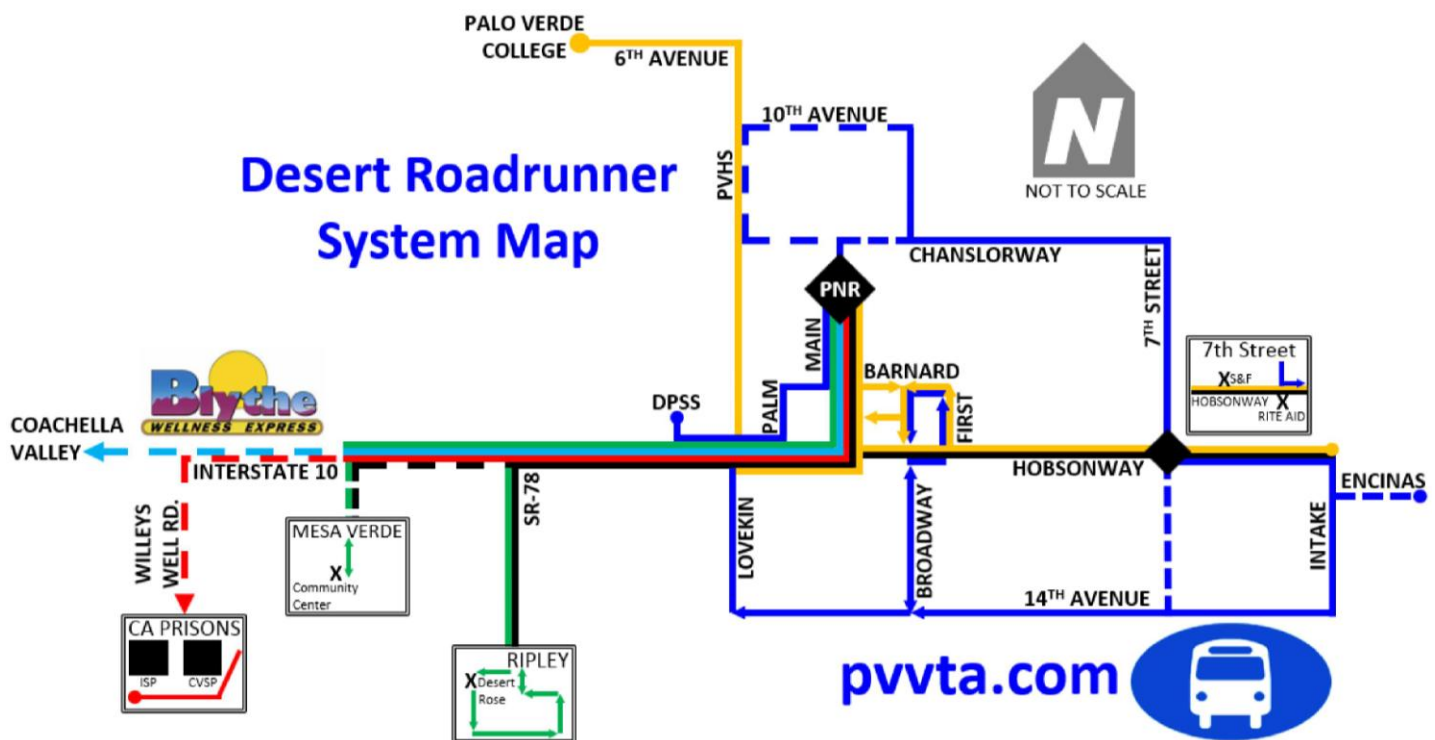 PALO VERDE
COLLEGE
6TH AVENUE
10TH AVENUE
N
NOT TO SCALE
Desert Roadrunner
System Map
PVHS
CHANSLORWAY
PNR
MAIN
7TH STREET
7th Street
XS&F
HOBSONWAY X
RITE AID
BARNARD
FIRST
PALM
DPSS
Blythe
WELLNESS EXPRESS
COACHELLA
VALLEY
INTERSTATE 10
HOBSONWAY
ENCINAS
SR-78
WILLEYS
WELL RD.
MESA VERDE
X
Community
Center
LOVEKIN
BROADWAY
INTAKE
14TH AVENUE
CA PRISONS
ISP CVSP
RIPLEY
XDesert
Rose
pvvta.com